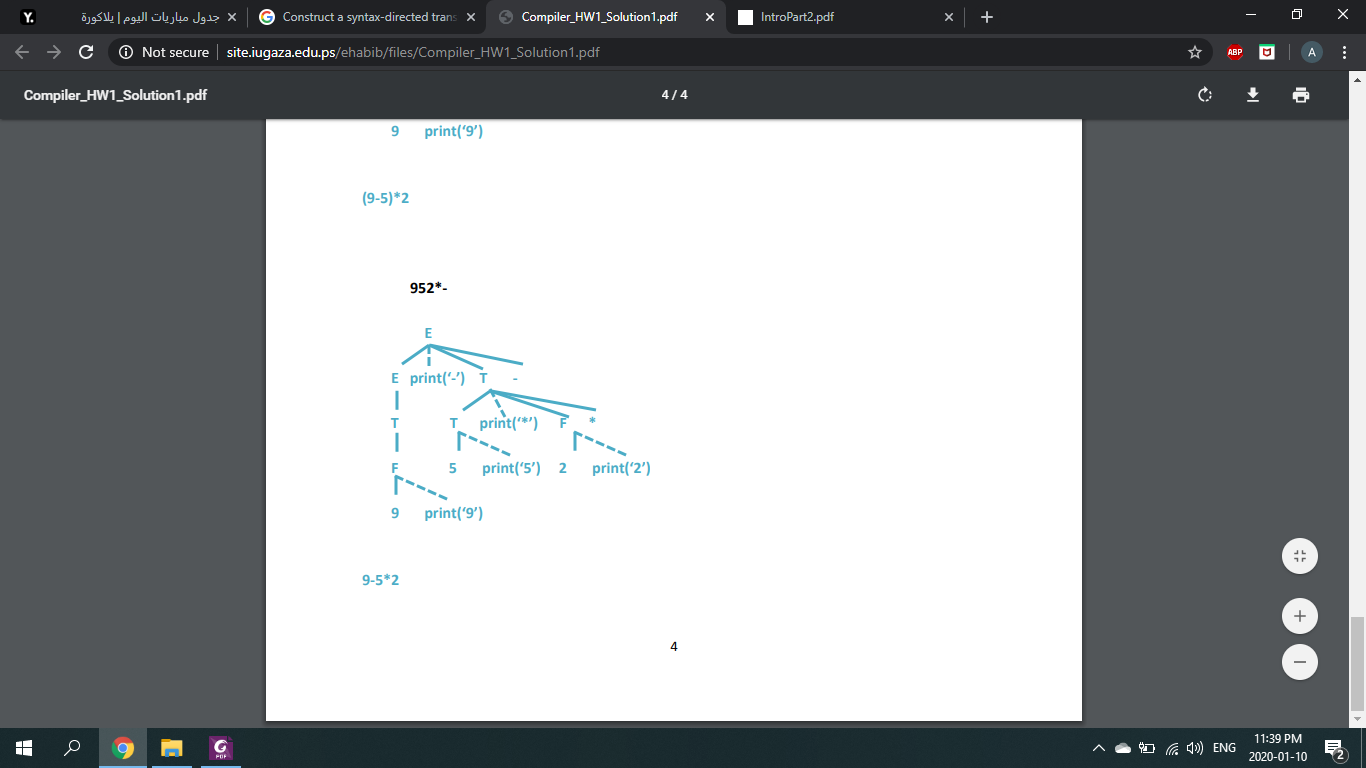 Y. جدول مباريات اليوم | يلاكورة Construct a syntax-directed trans Compiler_HW1_Solution1.pdf IntroPart2.pdf
Not secure site.iugaza.edu.ps/ehabib/files/Compiler_HW1_Solution1.pdf ABP A
Compiler_HW1_Solution1.pdf 4 / 4
9 print(‘9’)
(9-5)*2
952*-
E
E print(‘-’) T -
T T print(‘*’) F *
F 5 print(‘5’) 2 print(‘2’)
9 print(‘9’)
9-5*2
4
ENG 11:39 PM
2020-01-10 2